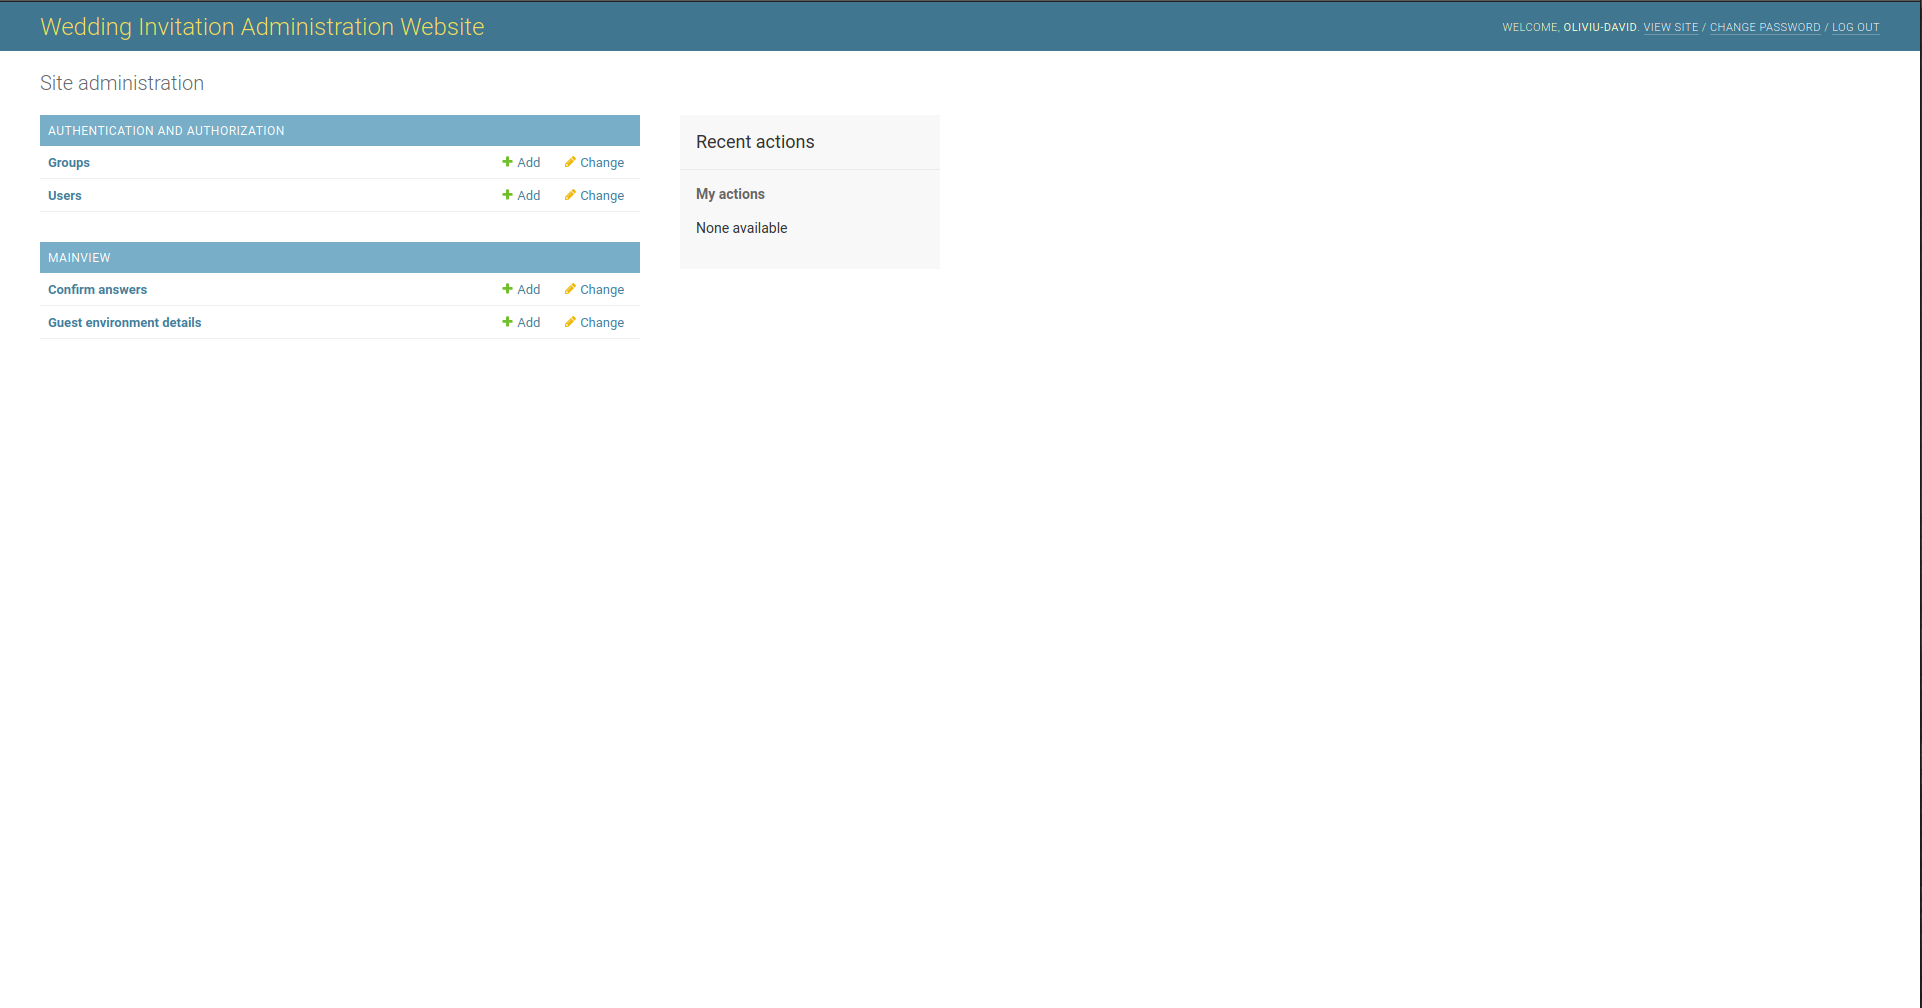 Wedding Invitation Administration Website
WELCOME, OLIVIU-DAVID. VIEW SITE / CHANGE PASSWORD / LOG OUT
Site administration
AUTHENTICATION AND AUTHORIZATION
Groups Add Change
Users Add Change
MAINVIEW
Confirm answers Add Change
Guest environment details Add Change
Recent actions
My actions
None available